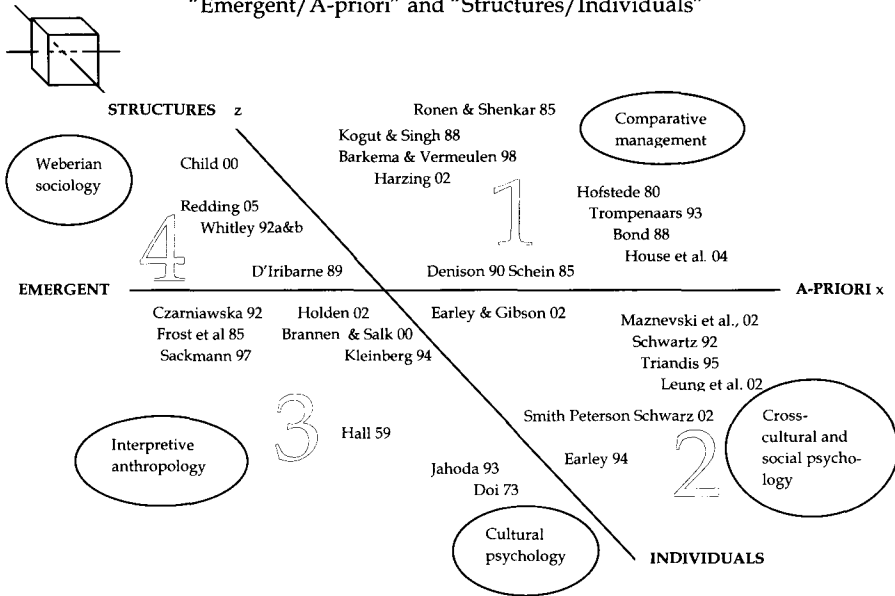 "Emergent/A-priori" and "Structures/Individuals"
STRUCTURES z
Ronen & Shenkar 85
Kogut & Singh 88
Barkema & Vermeulen 98
Harzing 02
Comparative
management
Weberian
sociology
Child 00
Redding 05
Whitley 92a&b
4
1
Hofstede 80
Trompenaars 93
Bond 88
House et al. 04
D'Iribarne 89
Denison 90 Schein 85
EMERGENT
A-PRIORI x
Czarniawska 92
Frost et al 85
Sackmann 97
Holden 02
Brannen & Salk 00
Kleinberg 94
Earley & Gibson 02
Maznevski et al., 02
Schwartz 92
Triandis 95
Leung et al. 02
Smith Peterson Schwarz 02
3
Hall 59
Interpretive
anthropology
Earley 94
2
Cross-
cultural and
social psycho-
logy
Jahoda 93
Doi 73
Cultural
psychology
INDIVIDUALS